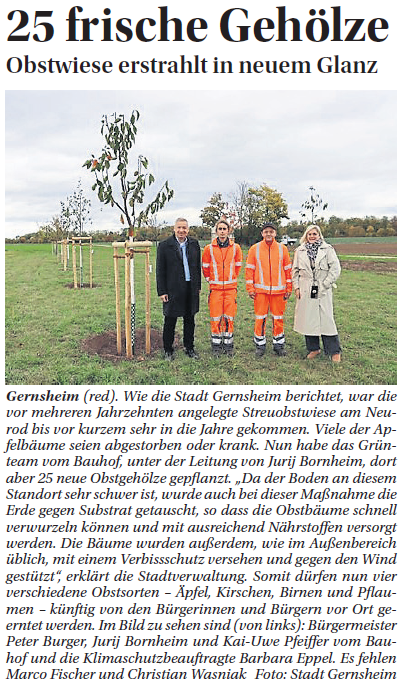 25 frische Gehölze
Obstwiese erstrahlt in neuem Glanz
Gernsheim (red). Wie die Stadt Gernsheim berichtet, war die
vor mehreren Jahrzehnten angelegte Streuobstwiese am Neu-
rod bis vor kurzem sehr in die Jahre gekommen. Viele der Ap-
felbäume seien abgestorben oder krank. Nun habe das Grün-
team vom Bauhof, unter der Leitung von Jurij Bornheim, dort
aber 25 neue Obstgehölze gepflanzt. „Da der Boden an diesem
Standort sehr schwer ist, wurde auch bei dieser Maßnahme die
Erde gegen Substrat getauscht, so dass die Obstbäume schnell
verwurzeln können und mit ausreichend Nährstoffen versorgt
werden. Die Bäume wurden außerdem, wie im Außenbereich
üblich, mit einem Verbissschutz versehen und gegen den Wind
gestützt“, erklärt die Stadtverwaltung. Somit dürfen nun vier
verschiedene Obstsorten – Äpfel, Kirschen, Birnen und Pflau-
men – künftig von den Bürgerinnen und Bürgern vor Ort ge-
erntet werden. Im Bild zu sehen sind (von links): Bürgermeister
Peter Burger, Jurij Bornheim und Kai-Uwe Pfeiffer vom Bau-
hof und die Klimaschutzbeauftragte Barbara Eppel. Es fehlen
Marco Fischer und Christian Wasniak Foto: Stadt Gernsheim